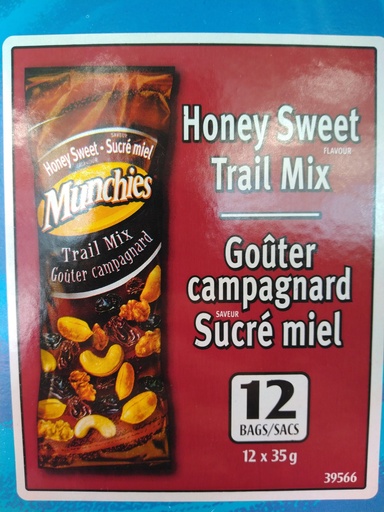 SAVEUR
Honey Sweet • Sucré miel
FLAVOUR
Munchies
Trail Mix
Goûter campagnard
Honey Sweet
FLAVOUR
Trail Mix
Goûter
campagnard
SAVEUR
Sucré miel
12
BAGS/SACS
12 x 35 g
39566